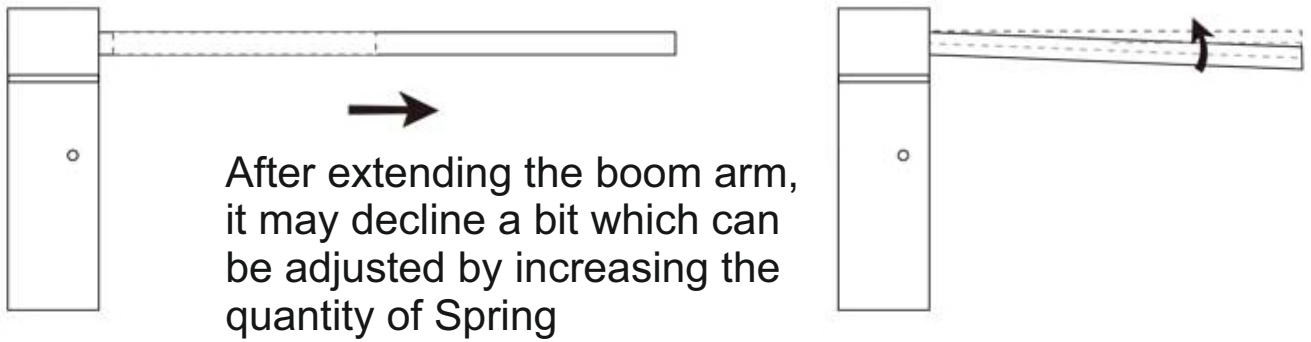 After extending the boom arm,
it may decline a bit which can
be adjusted by increasing the
quantity of Spring